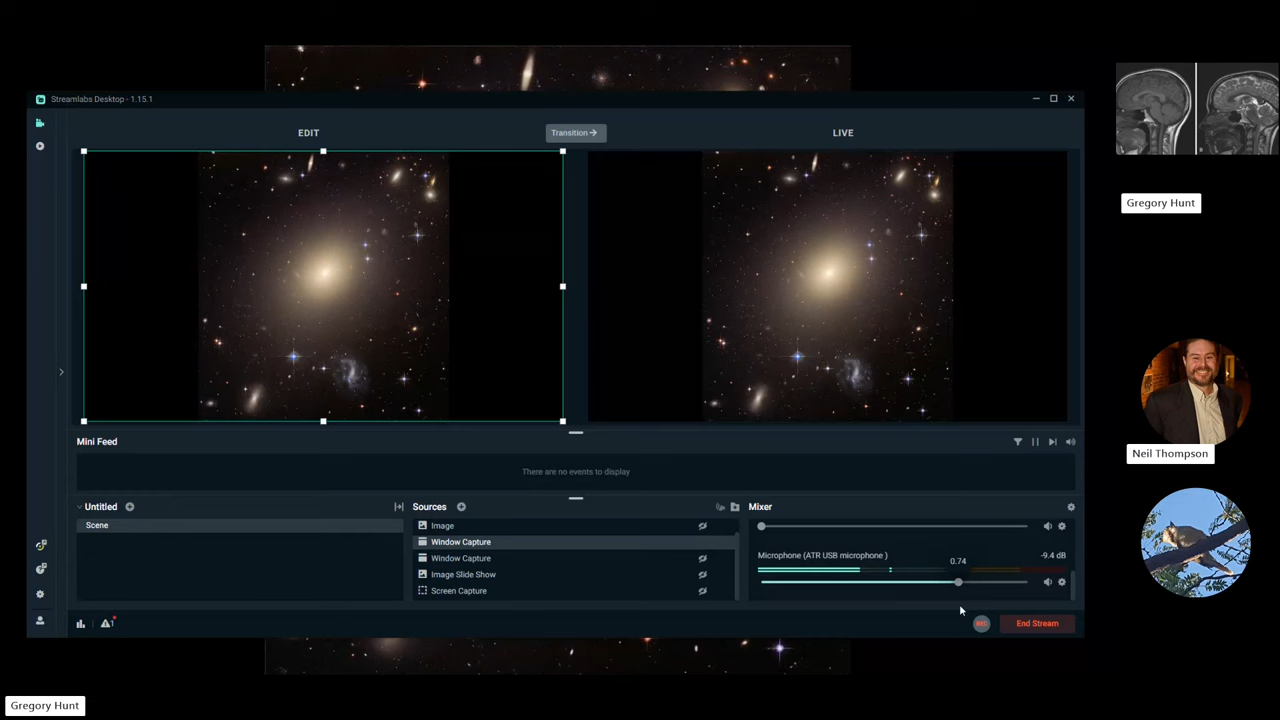 Streamlabs Desktop - 1.15.1
EDIT
Transition
LIVE
Mini Feed
There are no events to display
Untitled
Scene
Sources
Image
Window Capture
Window Capture
Image Slide Show
Screen Capture
Mixer
Microphone (ATR USB microphone )
-9.4 dB
0.74
1
REC
End Stream
Gregory Hunt
Neil Thompson
Gregory Hunt